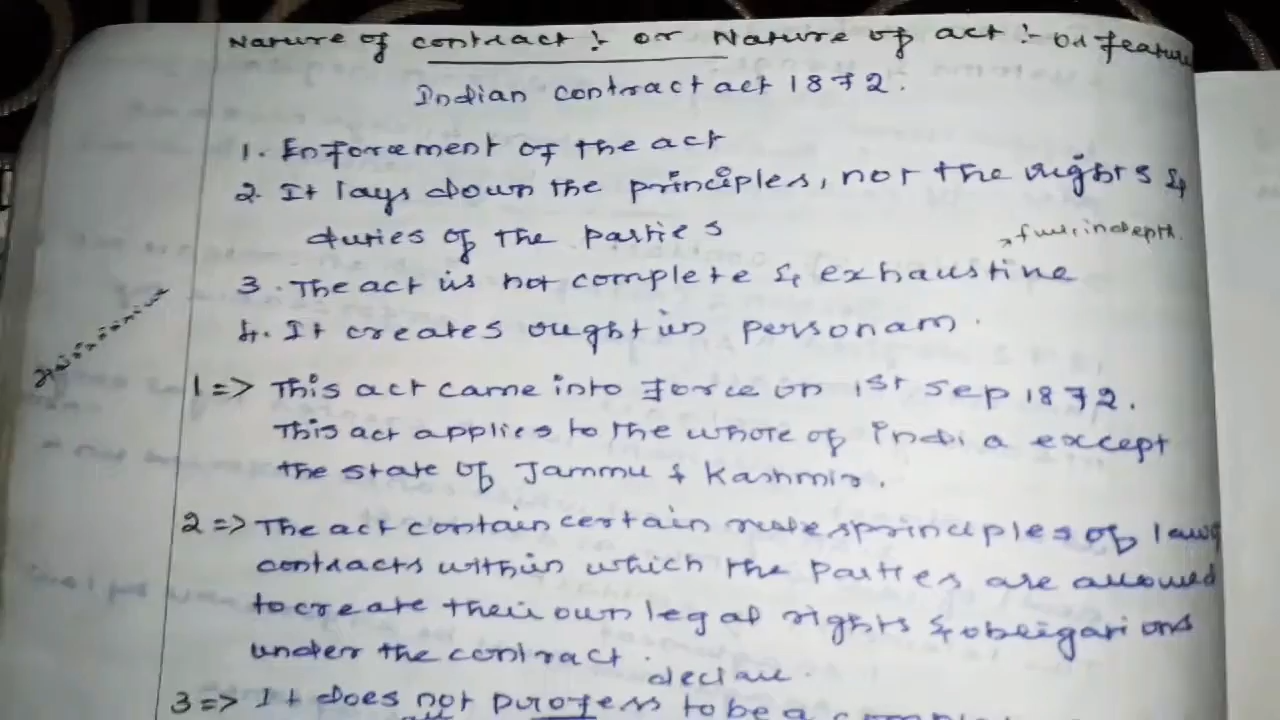 Nature of contract :- or Nature of act :- or feature
Indian contract act 1872.
1. Enforcement of the act
2. It lays down the principles, not the rights &
duties of the parties
→ full, indepth.
3. The act is not complete & exhaustive
4. It creates right in personam.
1 => This act came into force on 1st Sep 1872.
This act applies to the whole of India except
the state of Jammu & Kashmir.
2 => The act contain certain rules principles of law
contracts within which the parties are allowed
to create their own legal rights & obligations
under the contract.
declare.
3 => It does not profess to be a